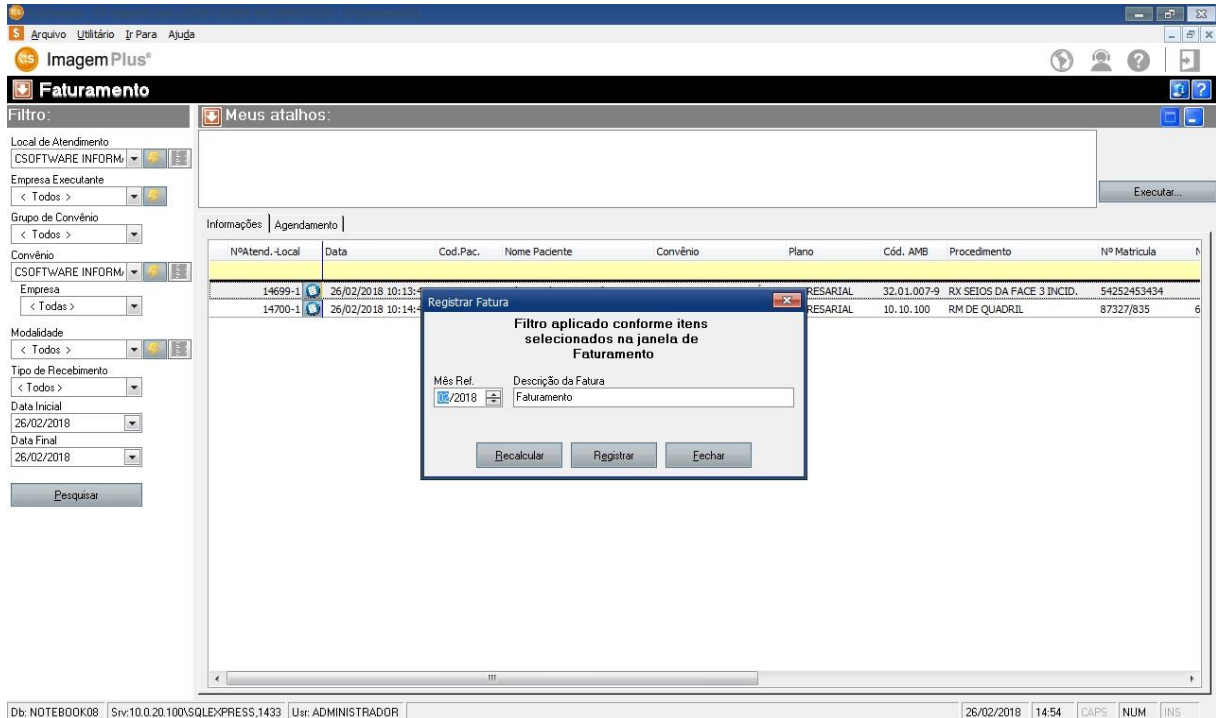 Arquivo Utilitário Ir Para Ajuda
GS ImagemPlus®
Faturamento
Filtro:
Meus atalhos:
Local de Atendimento
CSOFTWARE INFORMA
Empresa Executante
< Todos >
Executar...
Grupo de Convênio
< Todos >
Informações Agendamento
Convênio
CSOFTWARE INFORMA
Empresa
< Todas >
Modalidade
< Todos >
Tipo de Recebimento
< Todos >
Data Inicial
26/02/2018
Data Final
26/02/2018
Pesquisar
NºAtend.-Local Data Cod.Pac. Nome Paciente Convênio Plano Cód. AMB Procedimento Nº Matricula
14699-1 26/02/2018 10:13:4 RESARIAL 32.01.007-9 RX SEIOS DA FACE 3 INCID. 54252453434
14700-1 26/02/2018 10:14:4 RESARIAL 10.10.100 RM DE QUADRIL 87327/835 6
Registrar Fatura
Filtro aplicado conforme itens
selecionados na janela de
Faturamento
Mês Ref. Descrição da Fatura
02/2018 Faturamento
Recalcular Registrar Fechar
Db: NOTEBOOK08 Srv:10.0.20.100\SQLEXPRESS,1433 Usr: ADMINISTRADOR 26/02/2018 14:54 CAPS NUM INS